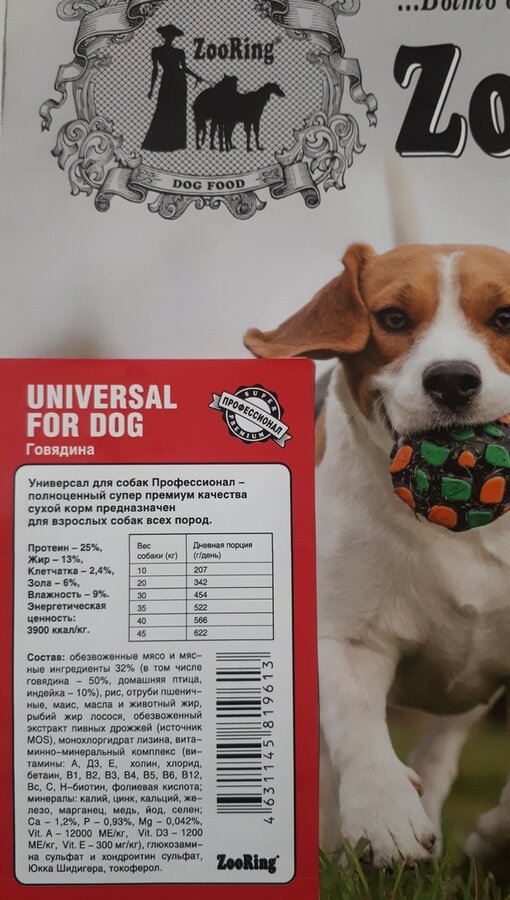 ...Было
ZooRing
Zo
DOG FOOD
UNIVERSAL
FOR DOG
Говядина
SUPER
ПРОФЕССИОНАЛ
PREMIUM
Универсал для собак Профессионал –
полноценный супер премиум качества
сухой корм предназначен
для взрослых собак всех пород.
Протеин – 25%,
Жир – 13%,
Клетчатка – 2,4%,
Зола – 6%,
Влажность – 9%.
Энергетическая
ценность:
3900 ккал/кг.
Вес собаки (кг) Дневная порция (г/день)
10 207
20 342
30 454
35 522
40 566
45 622
Состав: обезвоженные мясо и мяс-
ные ингредиенты 32% (в том числе
говядина – 50%, домашняя птица,
индейка – 10%), рис, отруби пшенич-
ные, маис, масла и животный жир,
рыбий жир лосося, обезвоженный
экстракт пивных дрожжей (источник
MOS), монохлоргидрат лизина, вита-
минно-минеральный комплекс (ви-
тамины: А, Д3, Е, холин, хлорид,
бетаин, В1, В2, В3, В4, В5, В6, В12,
Вс, С, Н–биотин, фолиевая кислота;
минералы: калий, цинк, кальций, же-
лезо, марганец, медь, йод, селен;
Ca – 1,2%, P – 0,93%, Mg – 0,042%,
Vit. A – 12000 МЕ/кг, Vit. D3 – 1200
МЕ/кг, Vit. E – 300 мг/кг), глюкозами-
на сульфат и хондроитин сульфат,
Юкка Шидигера, токоферол.
4 631145 819613
ZooRing